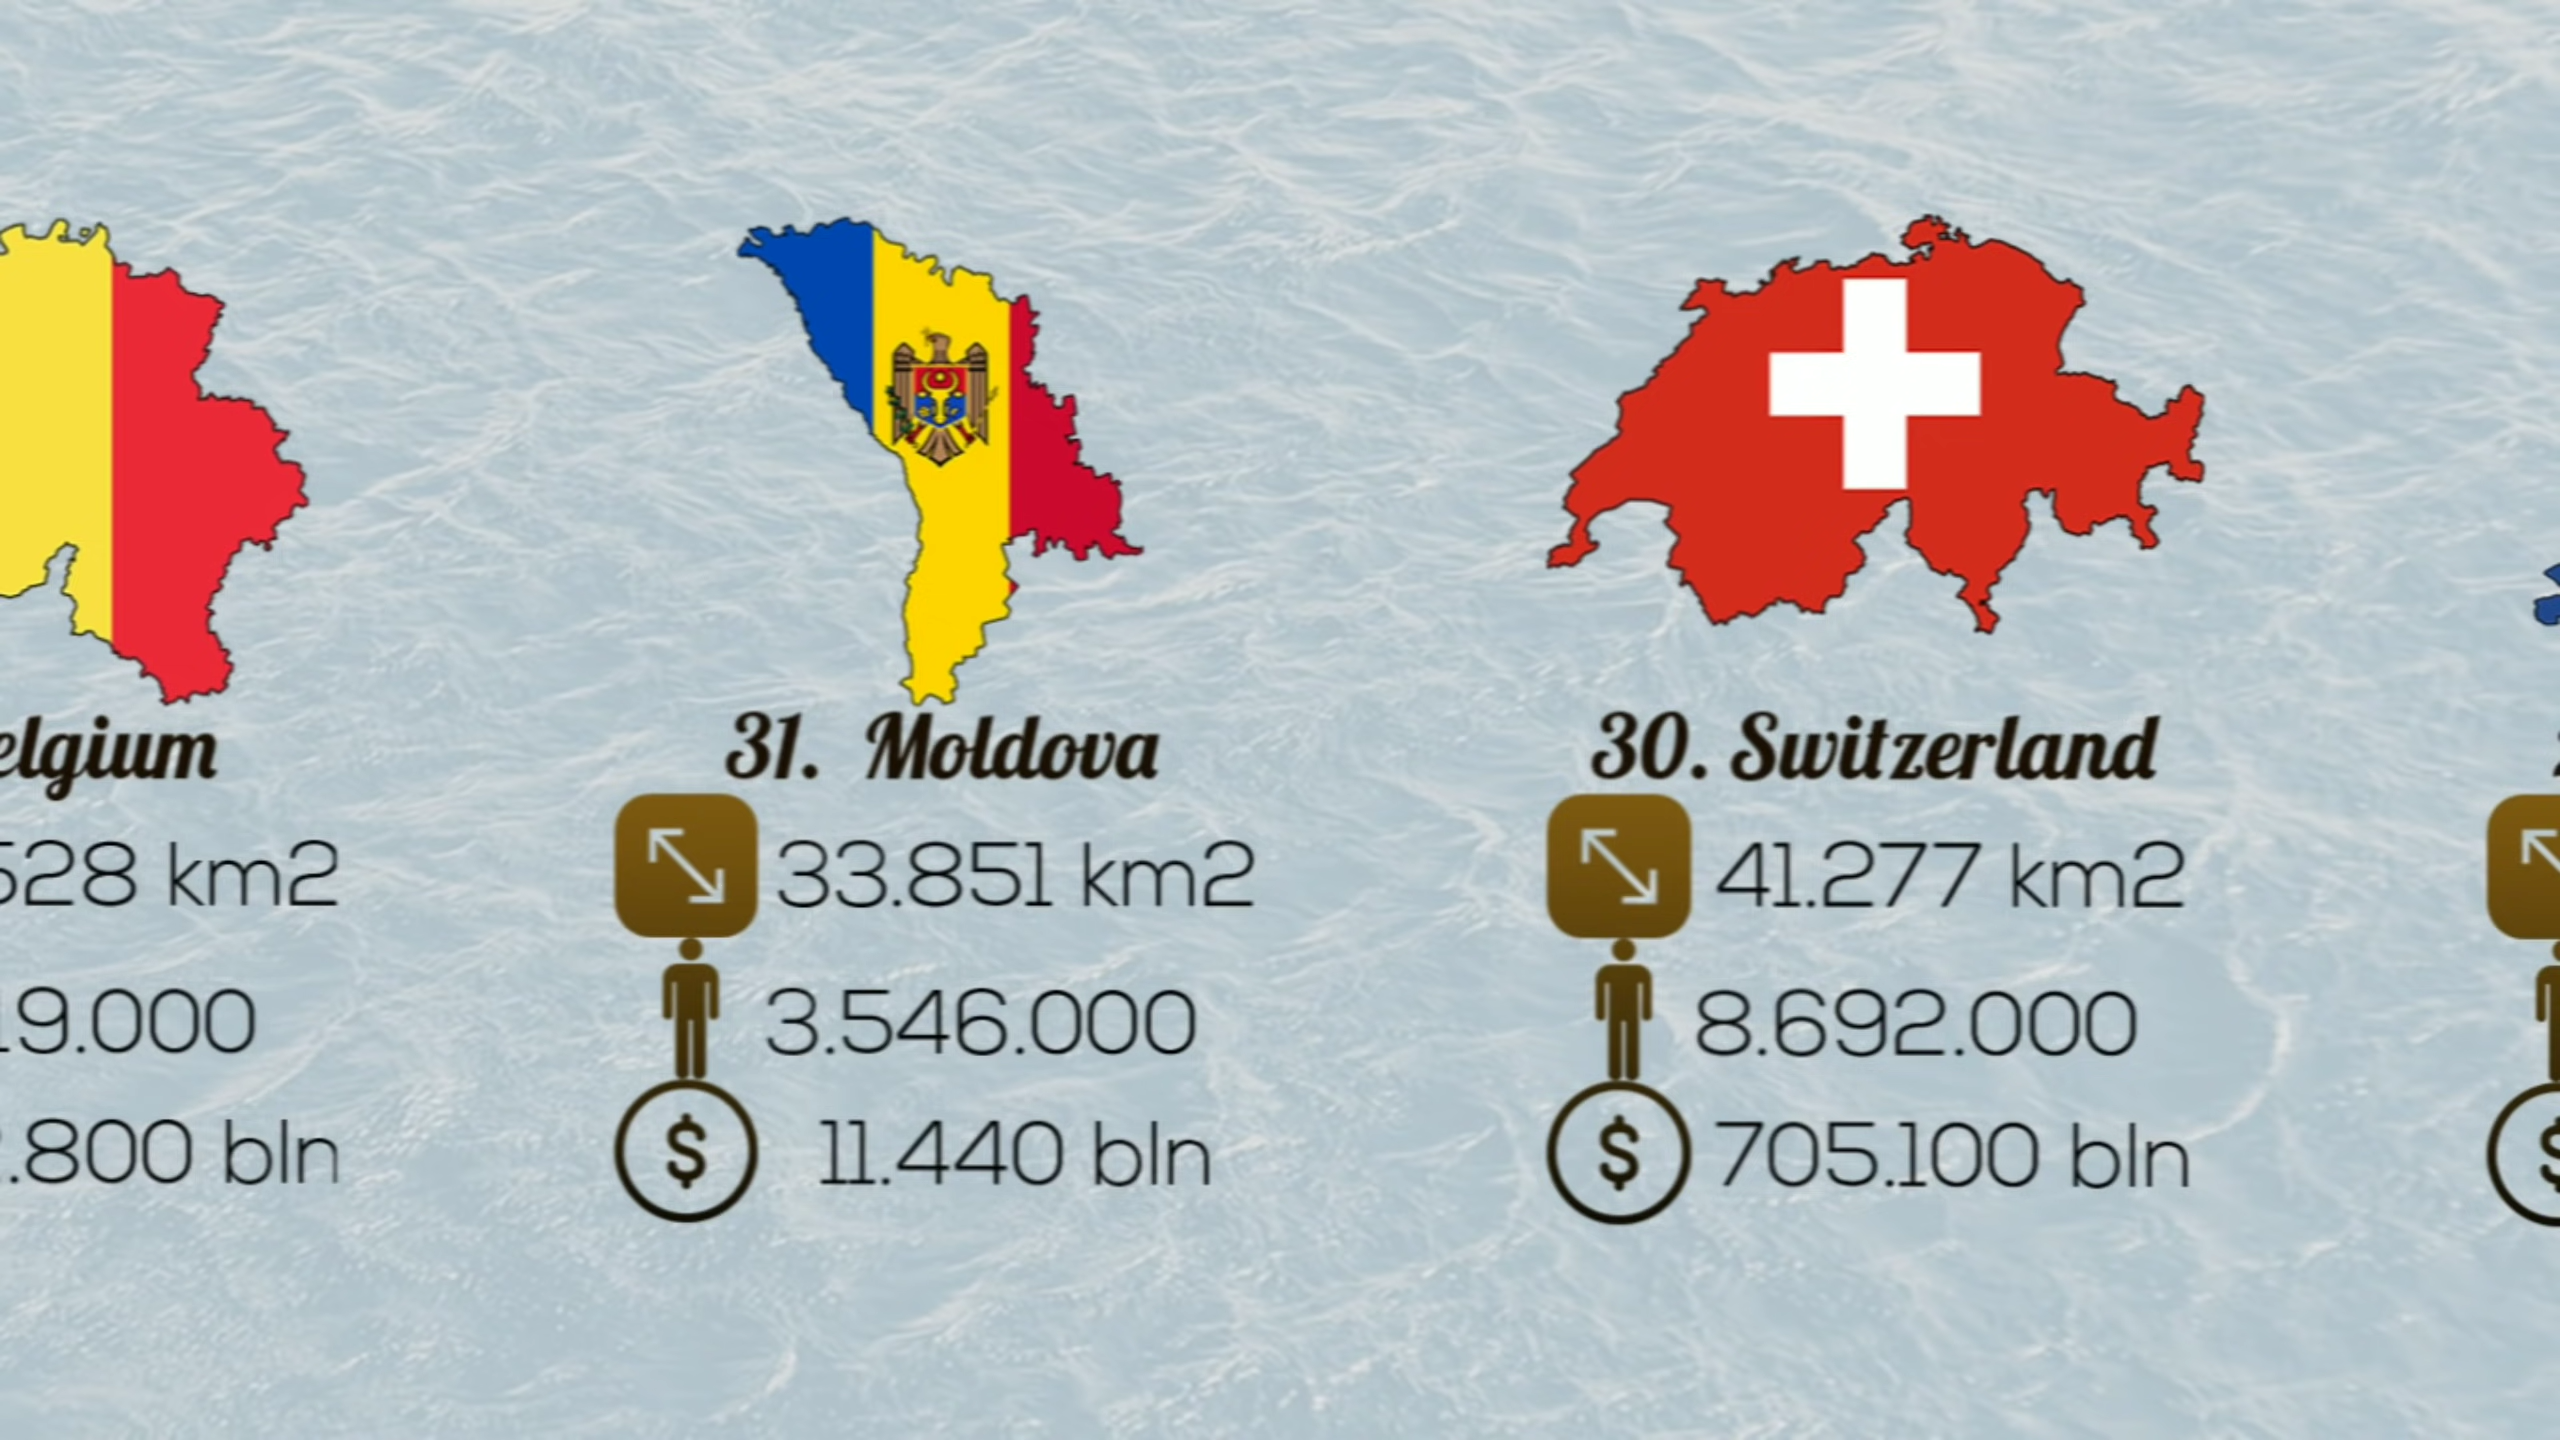 elgium
528 km2
19.000
.800 bln
31. Moldova
33.851 km2
3.546.000
$ 11.440 bln
30. Switzerland
41.277 km2
8.692.000
$ 705.100 bln
$